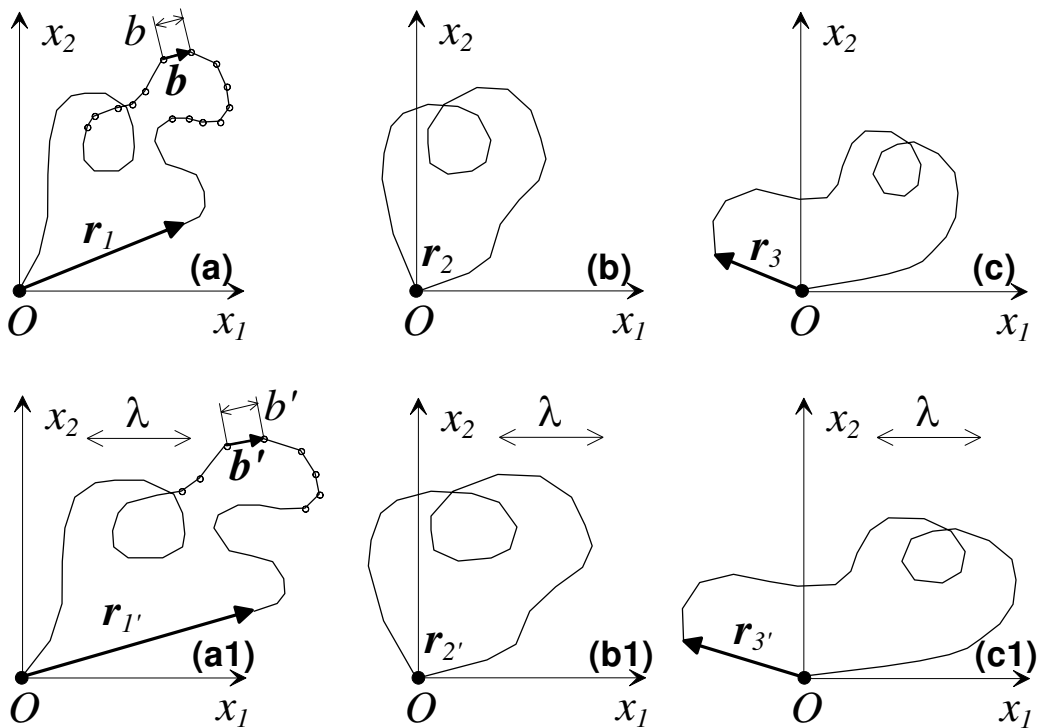 x2 b b r1 (a) O x1
x2 r2 (b) O x1
x2 r3 (c) O x1
x2 λ b' b' r1' (a1) O x1
x2 λ r2' (b1) O x1
x2 λ r3' (c1) O x1